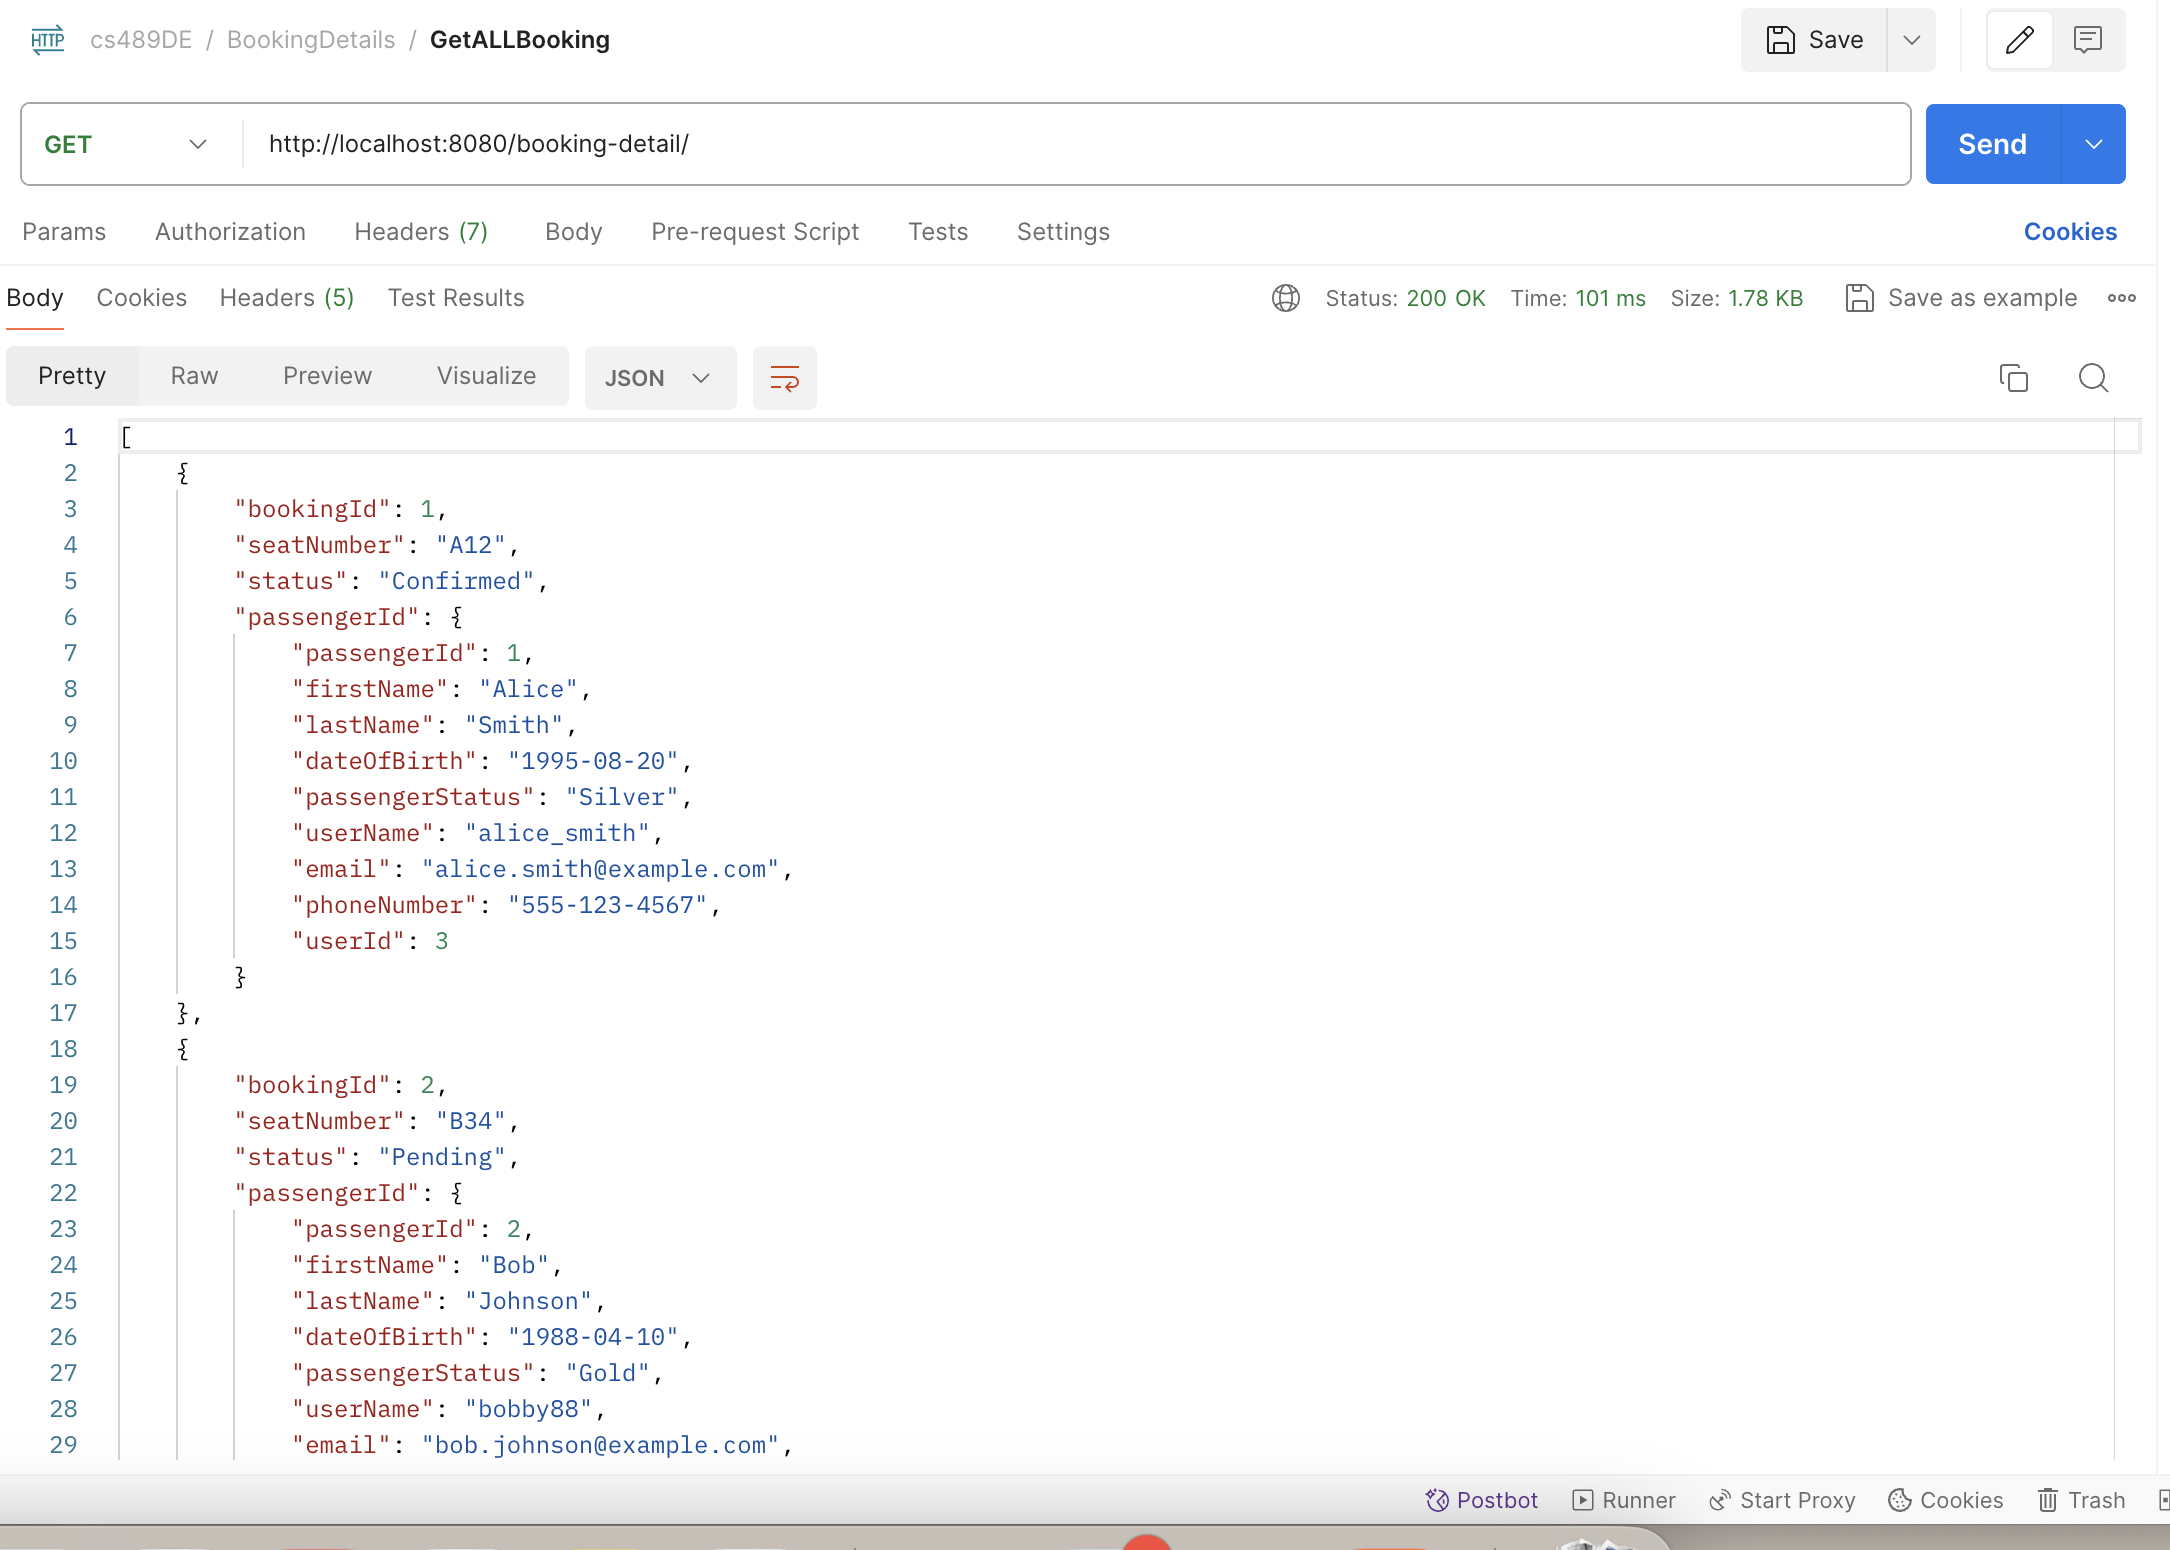 HTTP cs489DE / BookingDetails / GetALLBooking Save
GET http://localhost:8080/booking-detail/ Send
Params Authorization Headers (7) Body Pre-request Script Tests Settings Cookies
Body Cookies Headers (5) Test Results Status: 200 OK Time: 101 ms Size: 1.78 KB Save as example
Pretty Raw Preview Visualize JSON
1 [
2 {
3 "bookingId": 1,
4 "seatNumber": "A12",
5 "status": "Confirmed",
6 "passengerId": {
7 "passengerId": 1,
8 "firstName": "Alice",
9 "lastName": "Smith",
10 "dateOfBirth": "1995-08-20",
11 "passengerStatus": "Silver",
12 "userName": "alice_smith",
13 "email": "alice.smith@example.com",
14 "phoneNumber": "555-123-4567",
15 "userId": 3
16 }
17 },
18 {
19 "bookingId": 2,
20 "seatNumber": "B34",
21 "status": "Pending",
22 "passengerId": {
23 "passengerId": 2,
24 "firstName": "Bob",
25 "lastName": "Johnson",
26 "dateOfBirth": "1988-04-10",
27 "passengerStatus": "Gold",
28 "userName": "bobby88",
29 "email": "bob.johnson@example.com",
Postbot Runner Start Proxy Cookies Trash